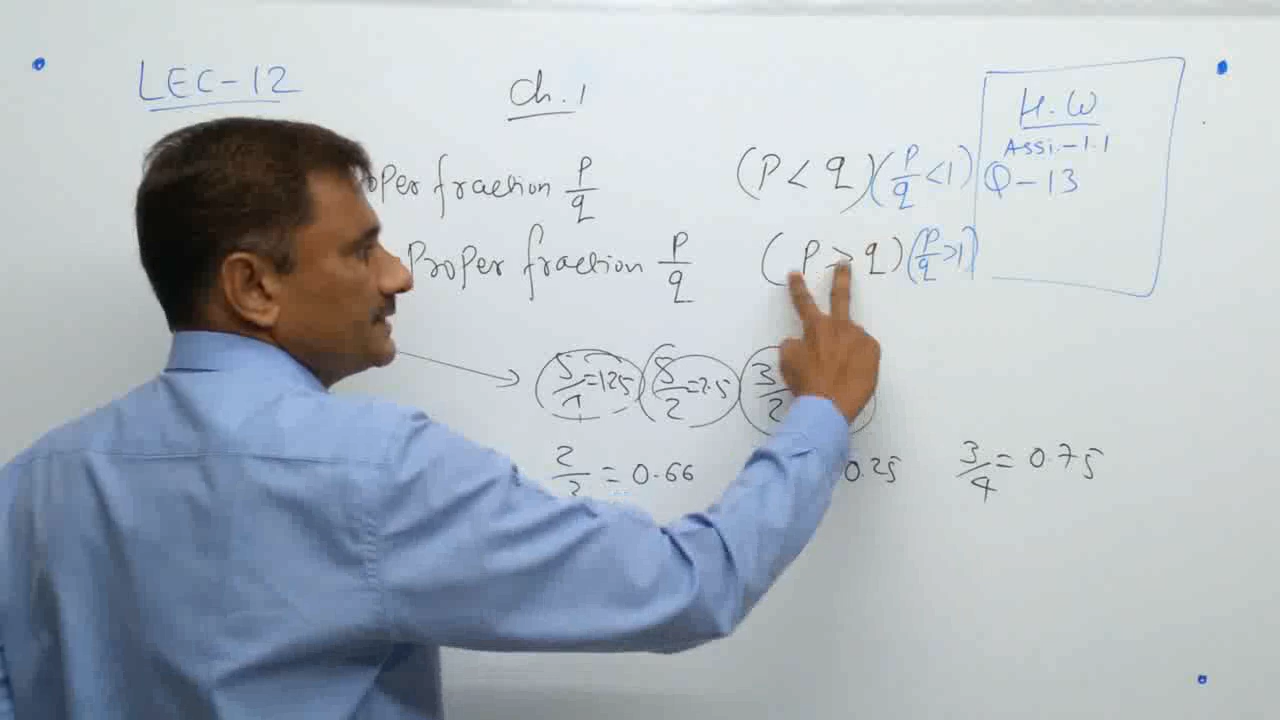 LEC-12
Ch. 1
H.W
Assi.-1.1
Q-13
oper fraction p/q (P < q) (P/q < 1)
Proper fraction P/q (P > q) (P/q > 1)
5/4 = 1.25 5/2 = 2.5 3/2
2/3 = 0.66 0.25 3/4 = 0.75